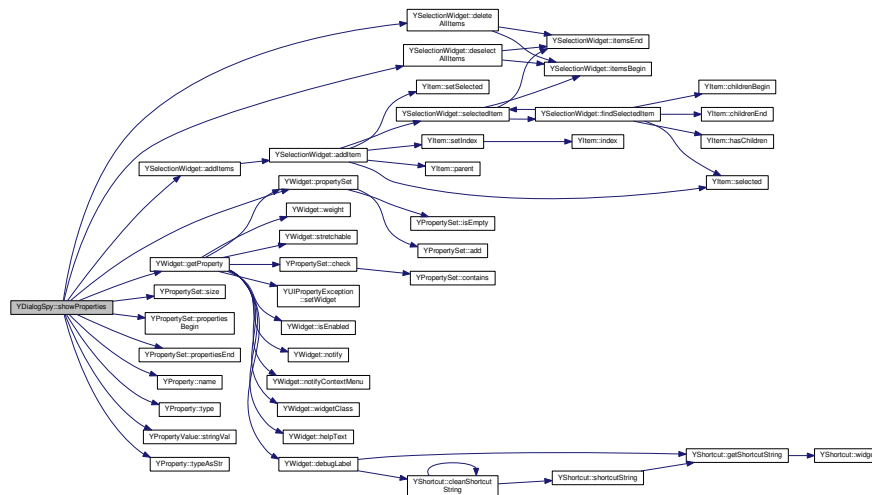 YSelectionWidget::delete
AllItems
YSelectionWidget::itemsEnd
YSelectionWidget::deselect
AllItems
YSelectionWidget::itemsBegin
YItem::setSelected
YItem::childrenBegin
YSelectionWidget::selectedItem
YSelectionWidget::findSelectedItem
YItem::childrenEnd
YItem::setIndex
YItem::index
YItem::hasChildren
YSelectionWidget::addItem
YSelectionWidget::addItems
YItem::parent
YWidget::propertySet
YItem::selected
YWidget::weight
YPropertySet::isEmpty
YWidget::stretchable
YPropertySet::add
YWidget::getProperty
YPropertySet::check
YPropertySet::contains
YPropertySet::size
YUIPropertyException
::setWidget
YDialogSpy::showProperties
YPropertySet::properties
Begin
YWidget::isEnabled
YPropertySet::propertiesEnd
YWidget::notify
YProperty::name
YWidget::notifyContextMenu
YProperty::type
YWidget::widgetClass
YPropertyValue::stringVal
YWidget::helpText
YProperty::typeAsStr
YWidget::debugLabel
YShortcut::getShortcutString
YShortcut::widge
YShortcut::cleanShortcut
String
YShortcut::shortcutString